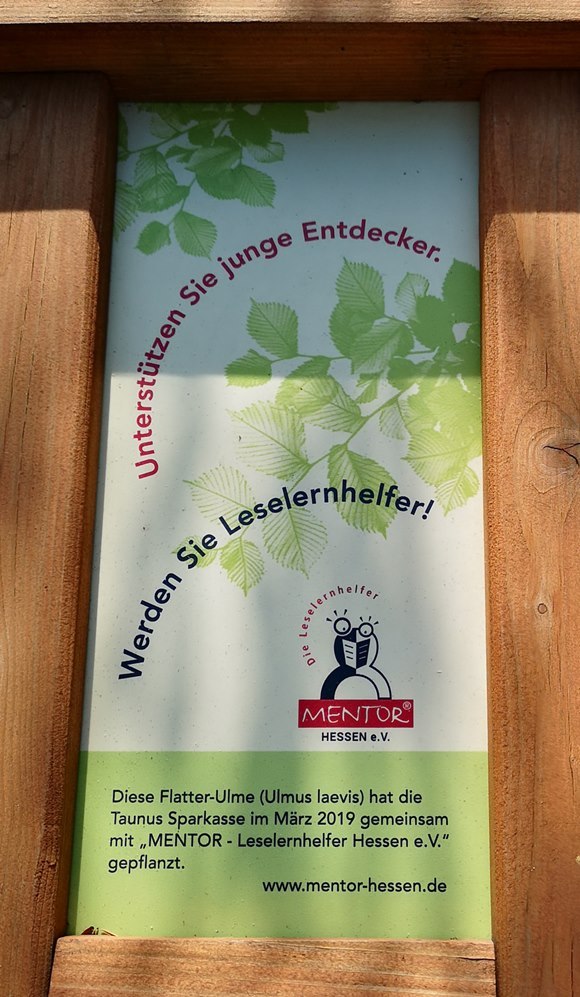 Unterstützen Sie junge Entdecker.
Werden Sie Leselernhelfer!
Die Leselernhelfer
MENTOR®
HESSEN e.V.
Diese Flatter-Ulme (Ulmus laevis) hat die
Taunus Sparkasse im März 2019 gemeinsam
mit „MENTOR - Leselernhelfer Hessen e.V.“
gepflanzt.
www.mentor-hessen.de